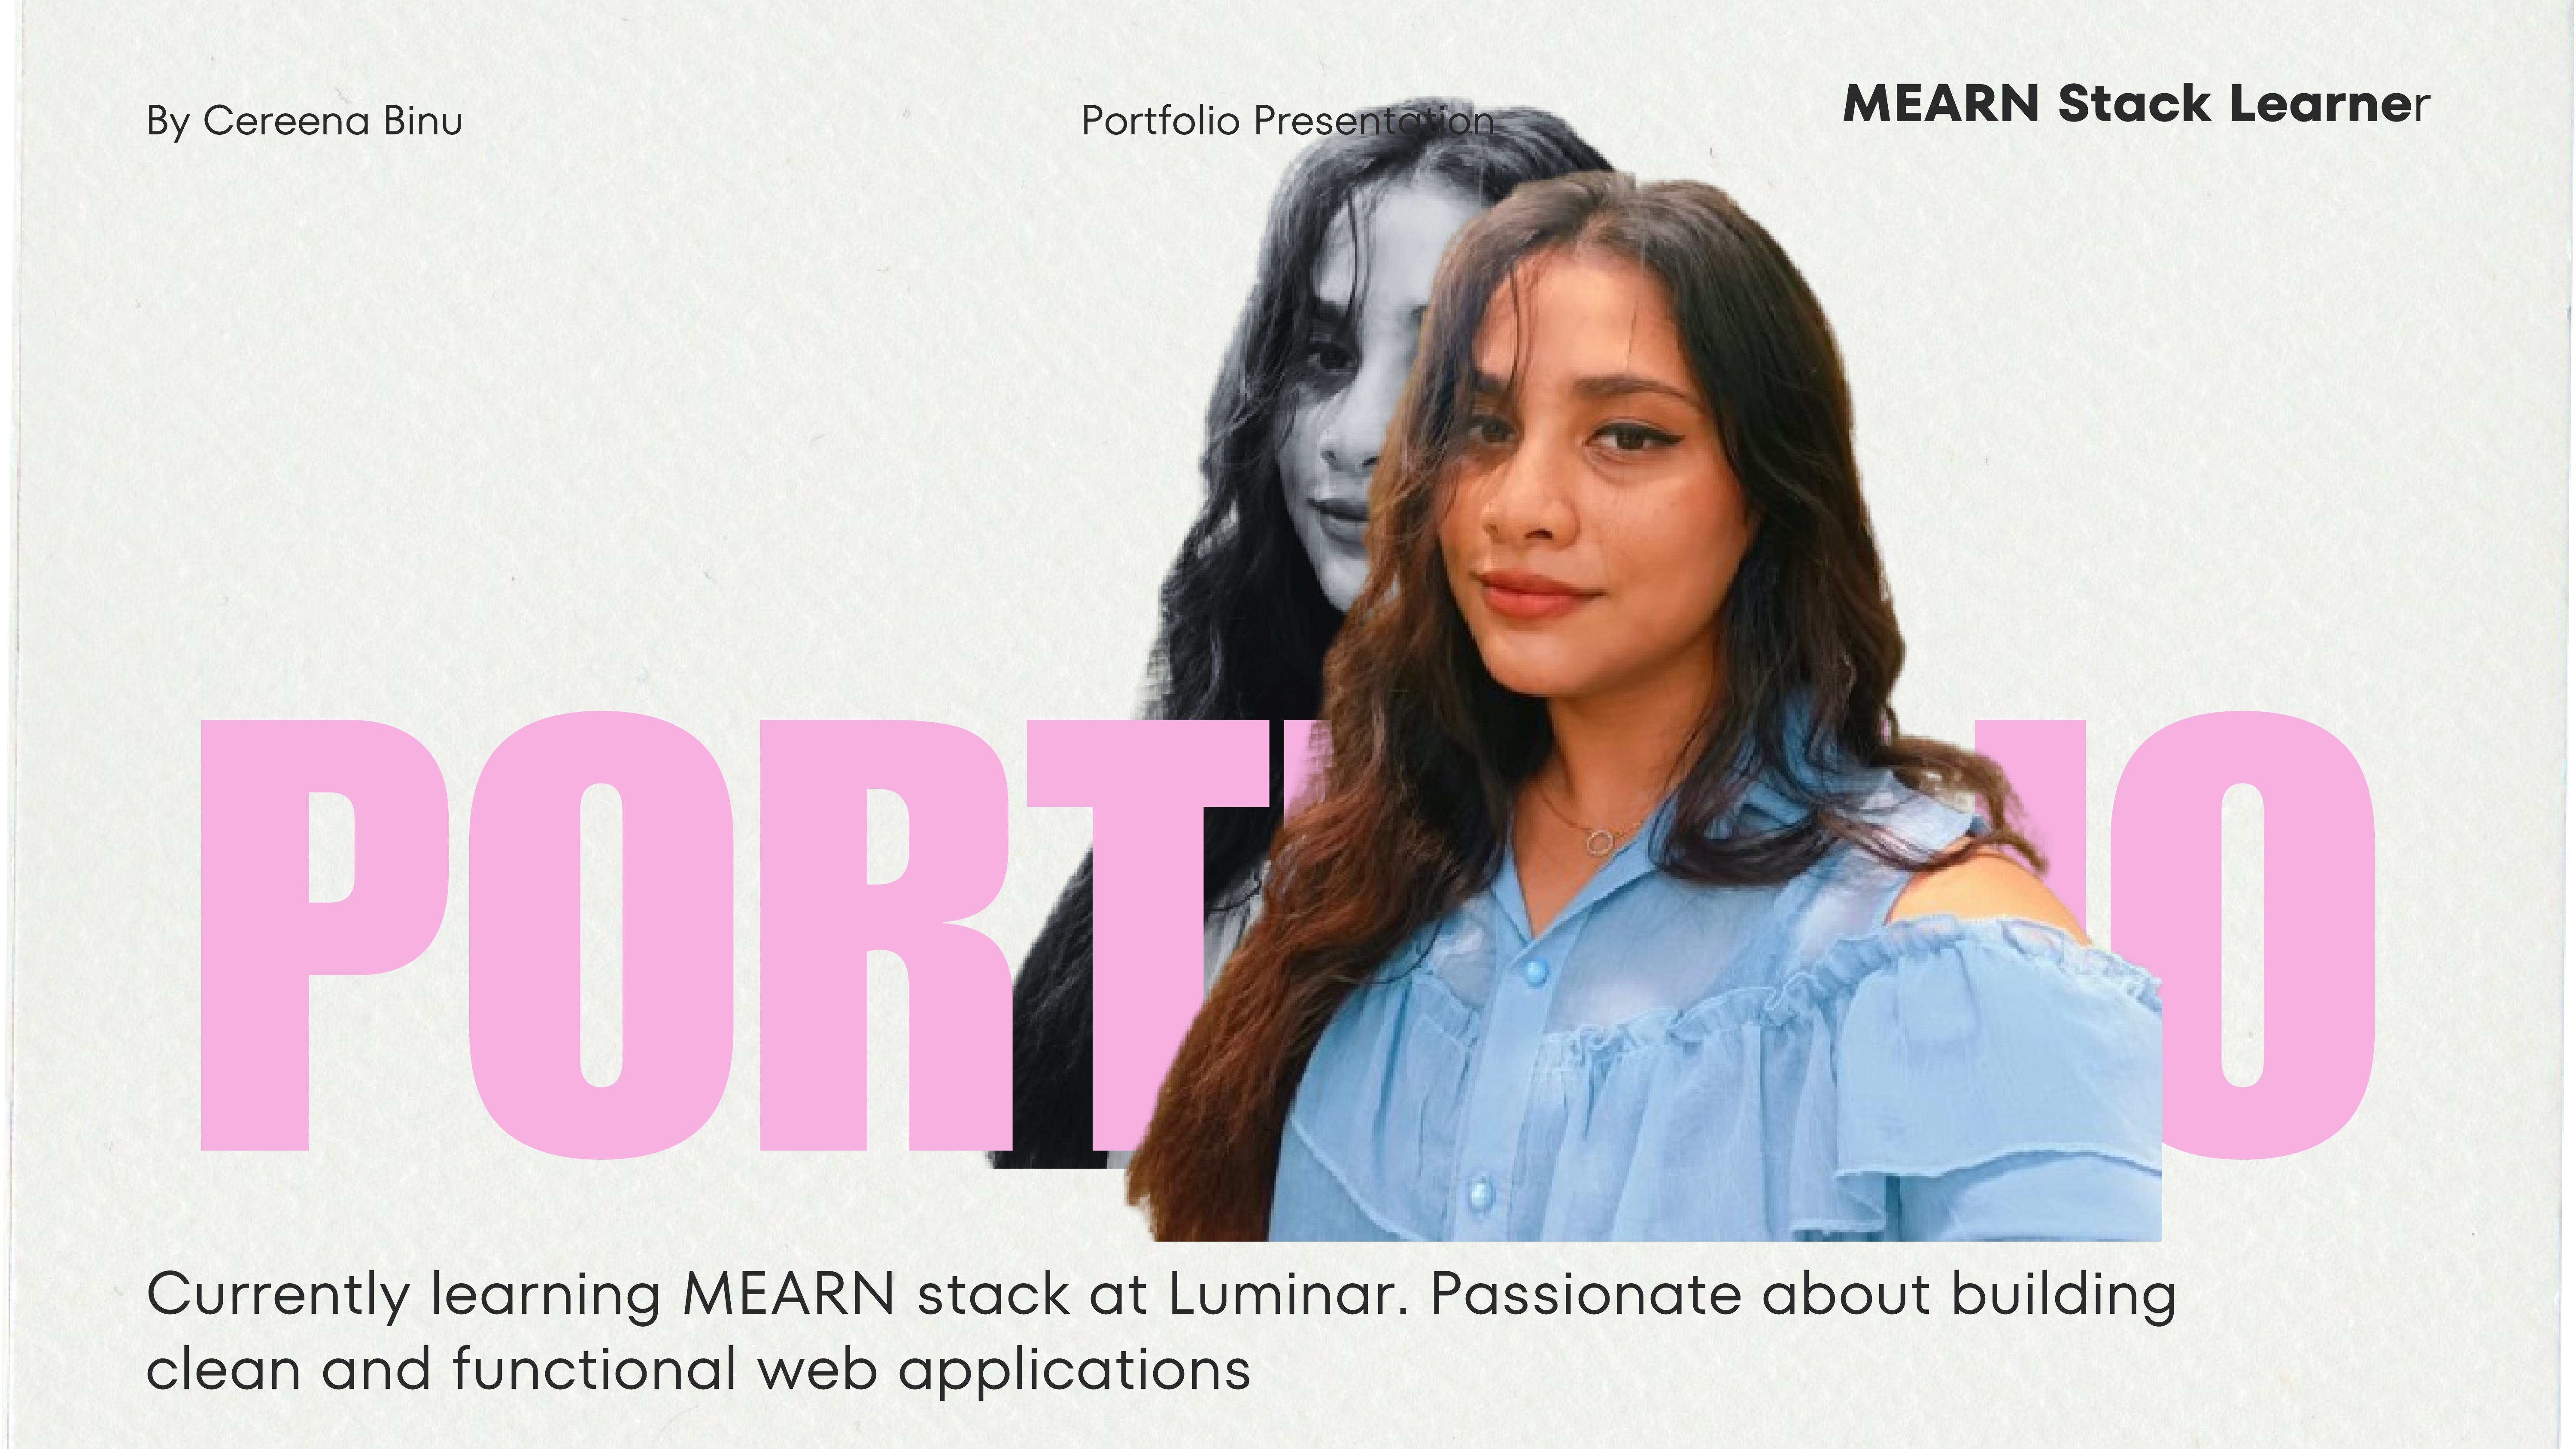 By Cereena Binu
Portfolio Presentation
MEARN Stack Learner
PORT IO
Currently learning MEARN stack at Luminar. Passionate about building
clean and functional web applications